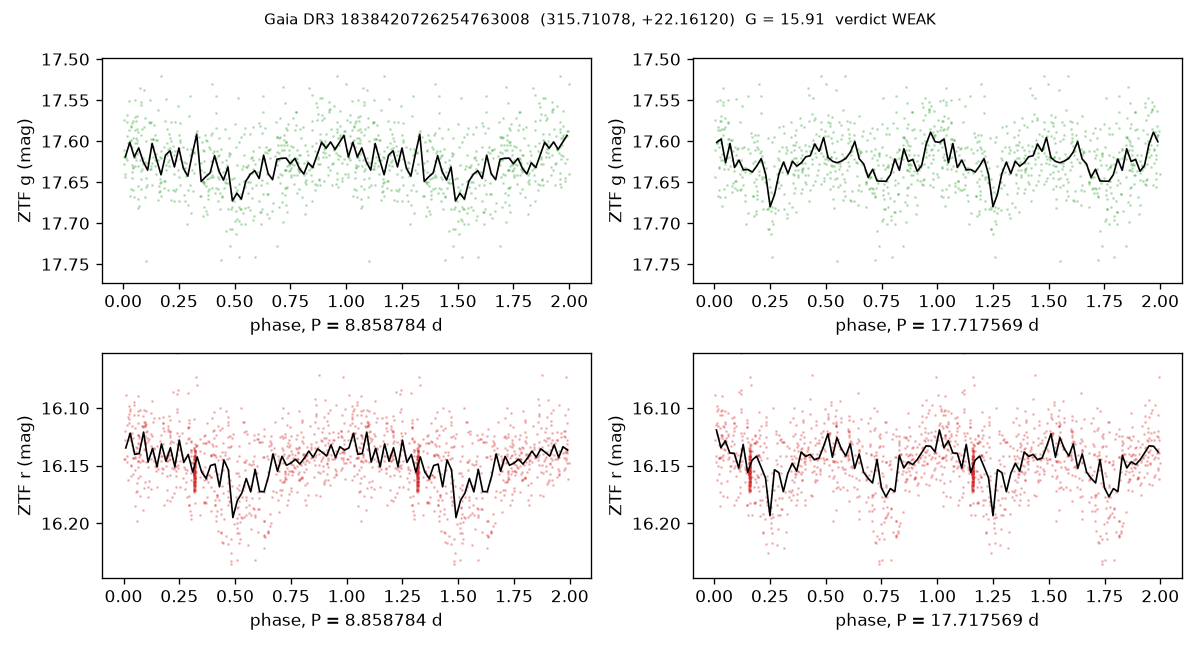 Gaia DR3 1838420726254763008 (315.71078, +22.16120) G = 15.91 verdict WEAK
17.50
17.55
17.60
17.65
17.70
17.75
ZTF g (mag)
0.00 0.25 0.50 0.75 1.00 1.25 1.50 1.75 2.00
phase, P = 8.858784 d
17.50
17.55
17.60
17.65
17.70
17.75
ZTF g (mag)
0.00 0.25 0.50 0.75 1.00 1.25 1.50 1.75 2.00
phase, P = 17.717569 d
16.10
16.15
16.20
ZTF r (mag)
0.00 0.25 0.50 0.75 1.00 1.25 1.50 1.75 2.00
phase, P = 8.858784 d
16.10
16.15
16.20
ZTF r (mag)
0.00 0.25 0.50 0.75 1.00 1.25 1.50 1.75 2.00
phase, P = 17.717569 d